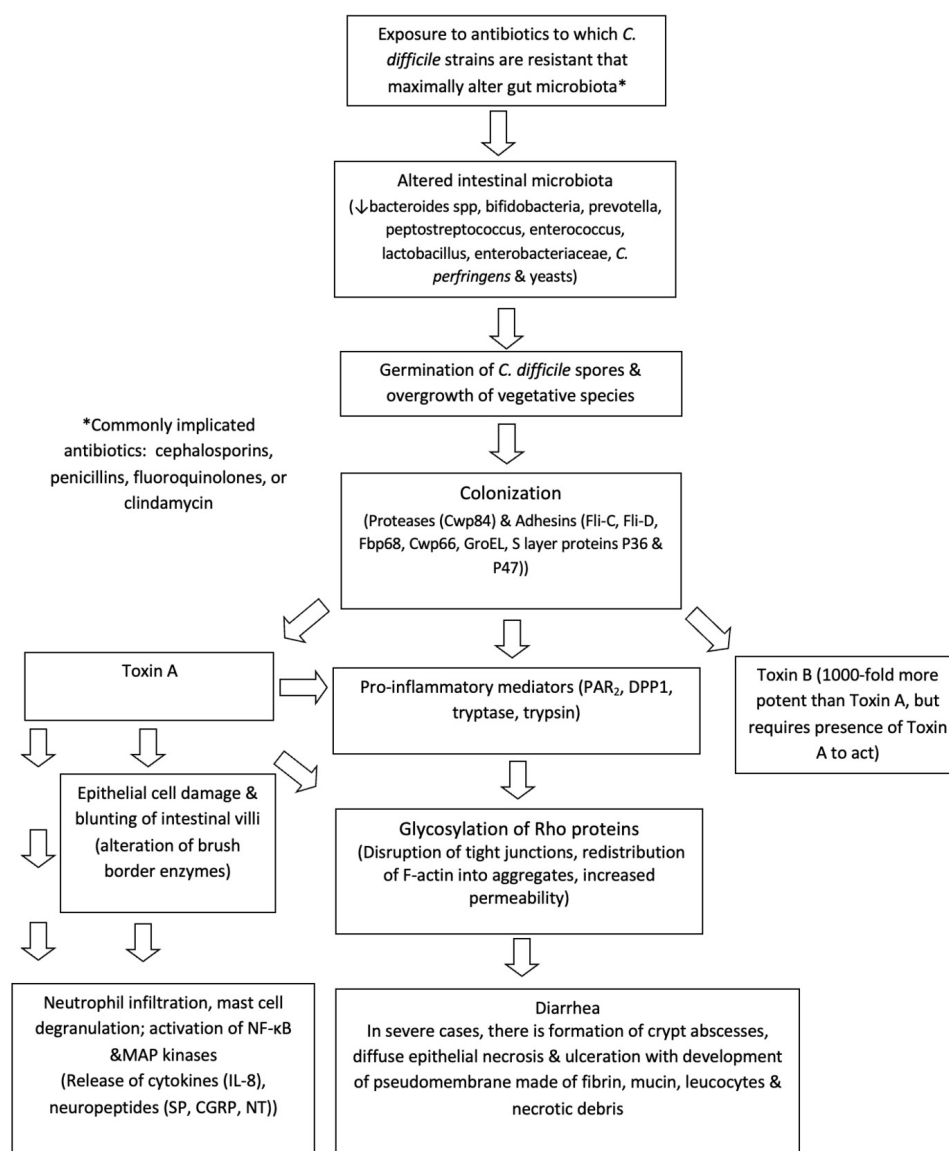 Exposure to antibiotics to which C.
difficile strains are resistant that
maximally alter gut microbiota*
Altered intestinal microbiota
(↓bacteroides spp, bifidobacteria, prevotella,
peptostreptococcus, enterococcus,
lactobacillus, enterobacteriaceae, C.
perfringens & yeasts)
Germination of C. difficile spores &
overgrowth of vegetative species
*Commonly implicated
antibiotics: cephalosporins,
penicillins, fluoroquinolones, or
clindamycin
Colonization
(Proteases (Cwp84) & Adhesins (Fli-C, Fli-D,
Fbp68, Cwp66, GroEL, S layer proteins P36 &
P47))
Toxin A
Pro-inflammatory mediators (PAR₂, DPP1,
tryptase, trypsin)
Toxin B (1000-fold more
potent than Toxin A, but
requires presence of Toxin
A to act)
Epithelial cell damage &
blunting of intestinal villi
(alteration of brush
border enzymes)
Glycosylation of Rho proteins
(Disruption of tight junctions, redistribution
of F-actin into aggregates, increased
permeability)
Neutrophil infiltration, mast cell
degranulation; activation of NF-κB
&MAP kinases
(Release of cytokines (IL-8),
neuropeptides (SP, CGRP, NT))
Diarrhea
In severe cases, there is formation of crypt abscesses,
diffuse epithelial necrosis & ulceration with development
of pseudomembrane made of fibrin, mucin, leucocytes &
necrotic debris